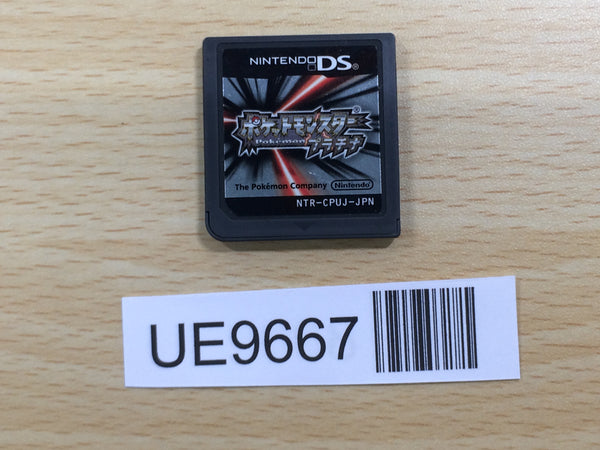 NINTENDO DS®
ポケットモンスター®
Pokémon プラチナ
The Pokémon Company Nintendo
NTR-CPUJ-JPN
UE9667